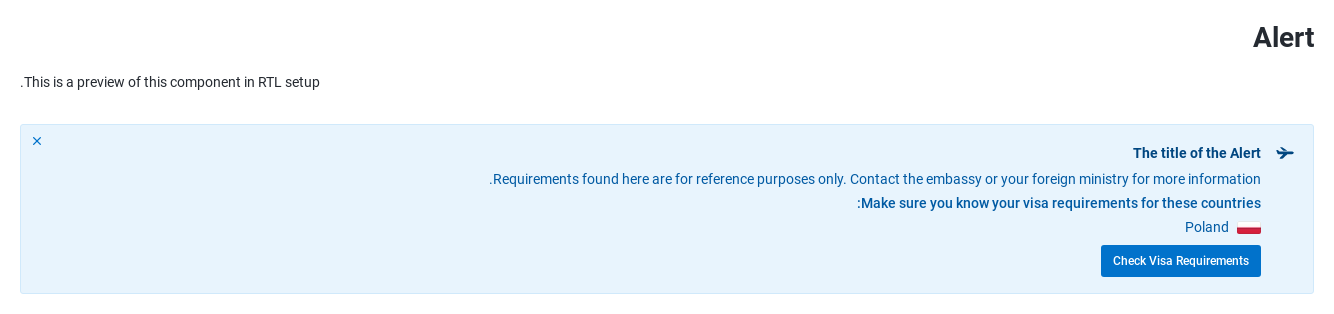 Alert
.This is a preview of this component in RTL setup
The title of the Alert
.Requirements found here are for reference purposes only. Contact the embassy or your foreign ministry for more information
:Make sure you know your visa requirements for these countries
Poland
Check Visa Requirements